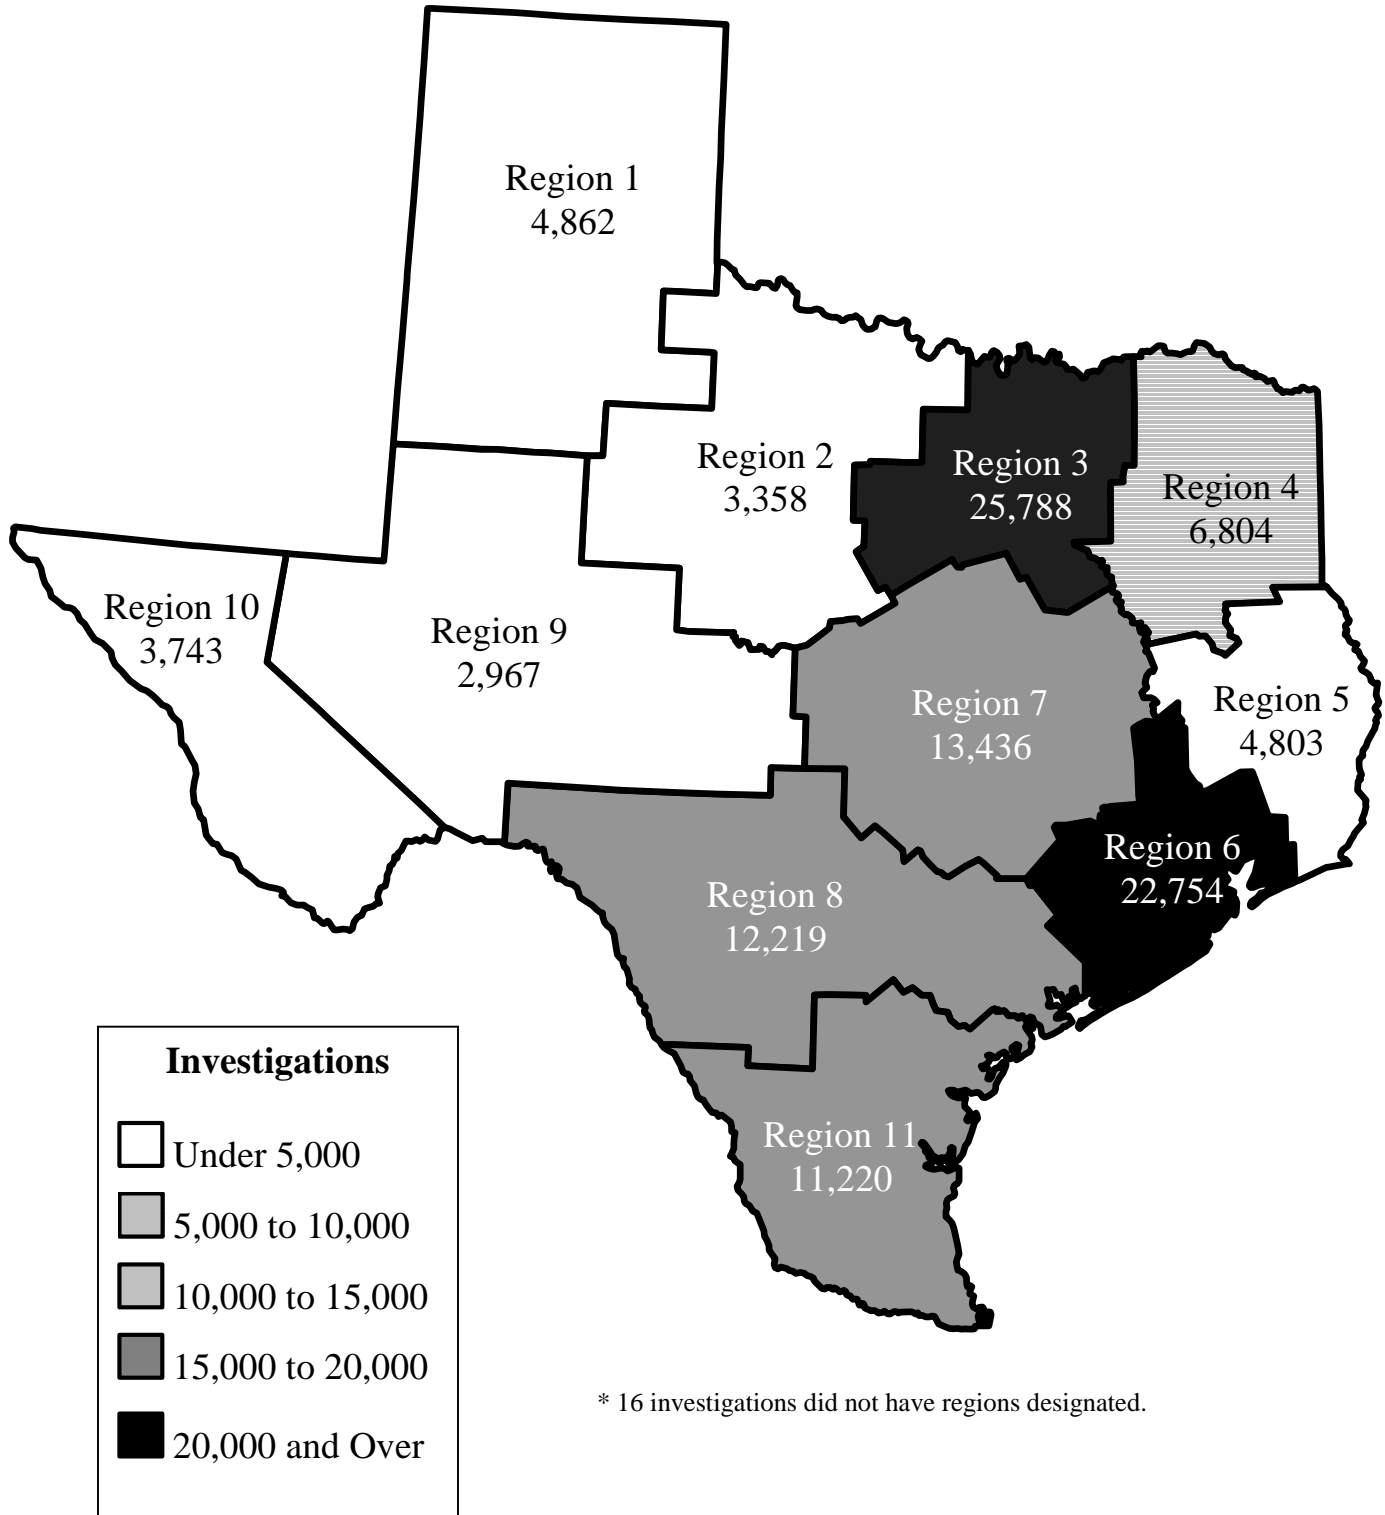 Region 1
4,862
Region 2
3,358
Region 3
25,788
Region 4
6,804
Region 10
3,743
Region 9
2,967
Region 7
13,436
Region 5
4,803
Region 6
22,754
Region 8
12,219
Region 11
11,220
Investigations
Under 5,000
5,000 to 10,000
10,000 to 15,000
15,000 to 20,000
20,000 and Over
* 16 investigations did not have regions designated.